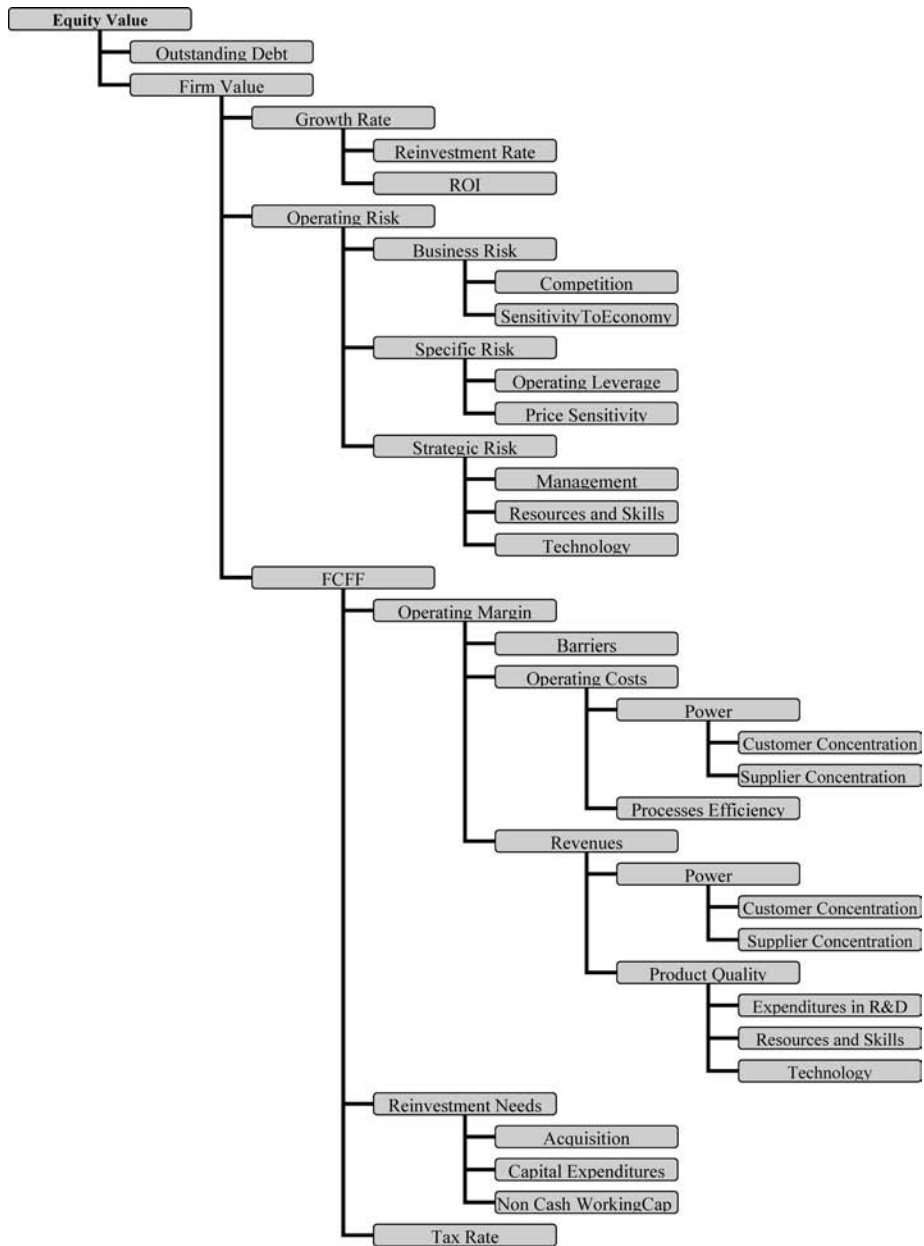 Equity Value
Outstanding Debt
Firm Value
Growth Rate
Reinvestment Rate
ROI
Operating Risk
Business Risk
Competition
SensitivityToEconomy
Specific Risk
Operating Leverage
Price Sensitivity
Strategic Risk
Management
Resources and Skills
Technology
FCFF
Operating Margin
Barriers
Operating Costs
Power
Customer Concentration
Supplier Concentration
Processes Efficiency
Revenues
Power
Customer Concentration
Supplier Concentration
Product Quality
Expenditures in R&D
Resources and Skills
Technology
Reinvestment Needs
Acquisition
Capital Expenditures
Non Cash WorkingCap
Tax Rate